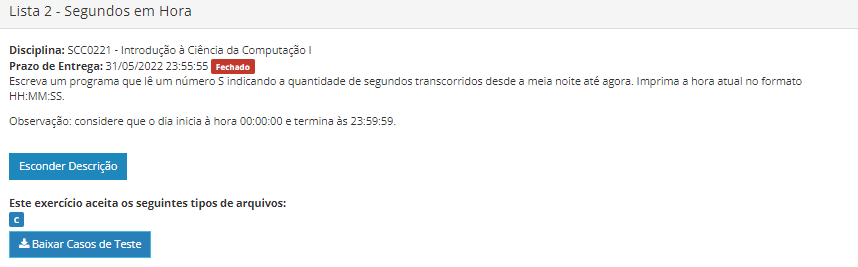 Lista 2 - Segundos em Hora
Disciplina: SCC0221 - Introdução à Ciência da Computação I
Prazo de Entrega: 31/05/2022 23:55:55 Fechado
Escreva um programa que lê um número S indicando a quantidade de segundos transcorridos desde a meia noite até agora. Imprima a hora atual no formato
HH:MM:SS.
Observação: considere que o dia inicia à hora 00:00:00 e termina às 23:59:59.
Esconder Descrição
Este exercício aceita os seguintes tipos de arquivos:
c
Baixar Casos de Teste